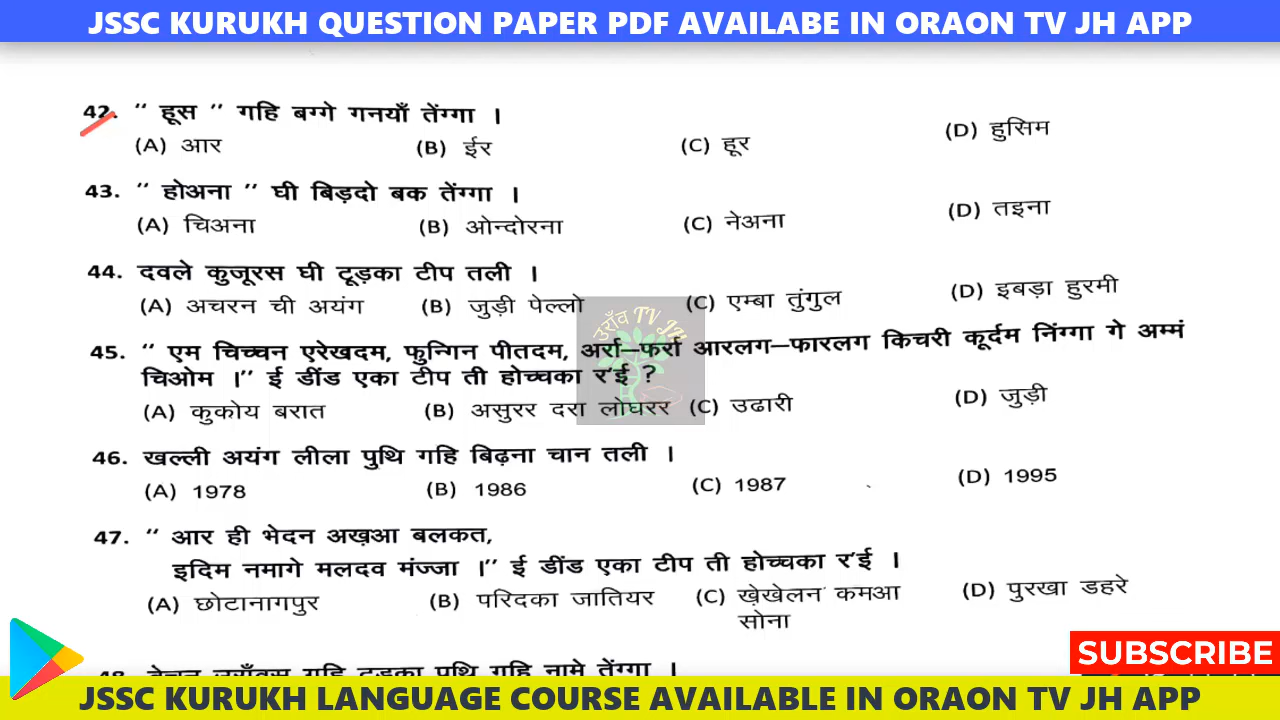 JSSC KURUKH QUESTION PAPER PDF AVAILABE IN ORAON TV JH APP
42. " हूस " गहि बग्गे गनयाँ तेंग्गा ।
(A) आर (B) ईर (C) हूर (D) हुसिम
43. " होअना " घी बिड़दो बक तेंग्गा ।
(A) चिअना (B) ओन्दोरना (C) नेअना (D) तइना
44. दवले कुजूरस घी टूड़का टीप तली ।
(A) अचरन ची अयंग (B) जुड़ी पेल्लो (C) एम्बा तुंगुल (D) इबड़ा हुरमी
45. " एम चिच्चन एरेखदम, फुन्गिन पीतदम, अर्रा–फर्रा आरलग–फारलग किचरी कूर्दम निंग्गा गे अम्मं
चिओम ।" ई डींड एका टीप ती होच्चका र'ई ?
(A) कुकोय बरात (B) असुरर दरा लोघरर (C) उढारी (D) जुड़ी
46. खल्ली अयंग लीला पुथि गहि बिढ़ना चान तली ।
(A) 1978 (B) 1986 (C) 1987 (D) 1995
47. " आर ही भेदन अख़आ बलकत,
इदिम नमागे मलदव मंज्जा ।" ई डींड एका टीप ती होच्चका र'ई ।
(A) छोटानागपुर (B) परिदका जातियर (C) ख़ेखेलन कमआ (D) पुरखा डहरे
सोना
उराँव TV JH
SUBSCRIBE
JSSC KURUKH LANGUAGE COURSE AVAILABLE IN ORAON TV JH APP